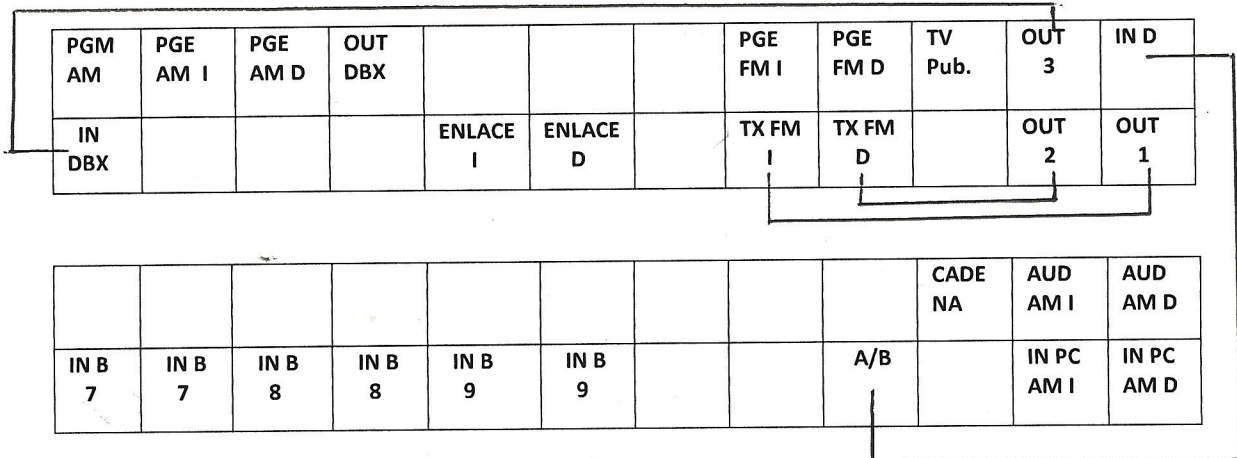 PGM PGE PGE OUT PGE PGE TV OUT IN D
AM AM I AM D DBX FM I FM D Pub. 3
IN ENLACE ENLACE TX FM TX FM OUT OUT
DBX I D I D 2 1
CADE AUD AUD
NA AM I AM D
IN B IN B IN B IN B IN B IN B A/B IN PC IN PC
7 7 8 8 9 9 AM I AM D